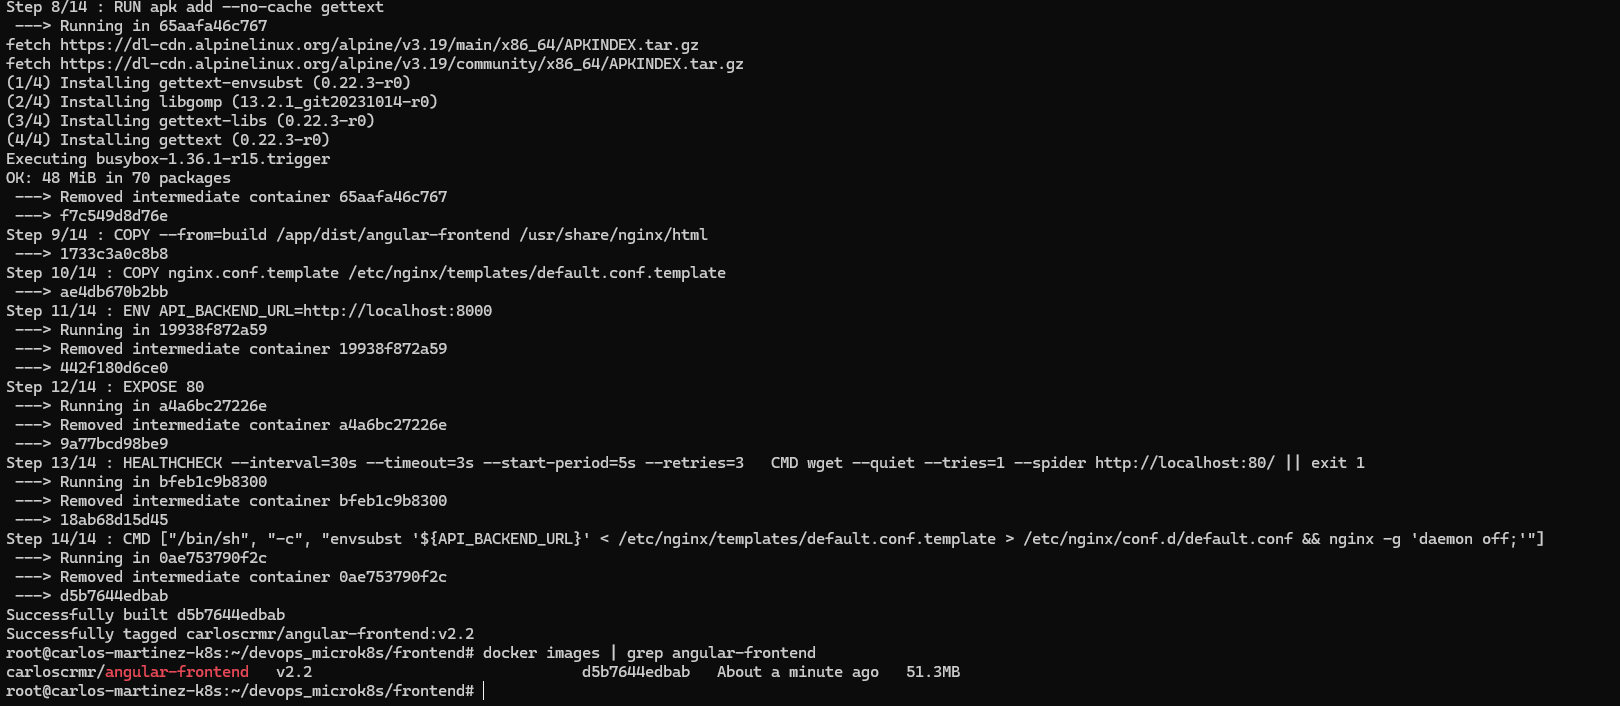 Step 8/14 : RUN apk add --no-cache gettext
 ---> Running in 65aafa46c767
fetch https://dl-cdn.alpinelinux.org/alpine/v3.19/main/x86_64/APKINDEX.tar.gz
fetch https://dl-cdn.alpinelinux.org/alpine/v3.19/community/x86_64/APKINDEX.tar.gz
(1/4) Installing gettext-envsubst (0.22.3-r0)
(2/4) Installing libgomp (13.2.1_git20231014-r0)
(3/4) Installing gettext-libs (0.22.3-r0)
(4/4) Installing gettext (0.22.3-r0)
Executing busybox-1.36.1-r15.trigger
OK: 48 MiB in 70 packages
 ---> Removed intermediate container 65aafa46c767
 ---> f7c549d8d76e
Step 9/14 : COPY --from=build /app/dist/angular-frontend /usr/share/nginx/html
 ---> 1733c3a0c8b8
Step 10/14 : COPY nginx.conf.template /etc/nginx/templates/default.conf.template
 ---> ae4db670b2bb
Step 11/14 : ENV API_BACKEND_URL=http://localhost:8000
 ---> Running in 19938f872a59
 ---> Removed intermediate container 19938f872a59
 ---> 442f180d6ce0
Step 12/14 : EXPOSE 80
 ---> Running in a4a6bc27226e
 ---> Removed intermediate container a4a6bc27226e
 ---> 9a77bcd98be9
Step 13/14 : HEALTHCHECK --interval=30s --timeout=3s --start-period=5s --retries=3   CMD wget --quiet --tries=1 --spider http://localhost:80/ || exit 1
 ---> Running in bfeb1c9b8300
 ---> Removed intermediate container bfeb1c9b8300
 ---> 18ab68d15d45
Step 14/14 : CMD ["/bin/sh", "-c", "envsubst '${API_BACKEND_URL}' < /etc/nginx/templates/default.conf.template > /etc/nginx/conf.d/default.conf && nginx -g 'daemon off;'"]
 ---> Running in 0ae753790f2c
 ---> Removed intermediate container 0ae753790f2c
 ---> d5b7644edbab
Successfully built d5b7644edbab
Successfully tagged carloscrmr/angular-frontend:v2.2
root@carlos-martinez-k8s:~/devops_microk8s/frontend# docker images | grep angular-frontend
carloscrmr/angular-frontend   v2.2                              d5b7644edbab   About a minute ago   51.3MB
root@carlos-martinez-k8s:~/devops_microk8s/frontend#